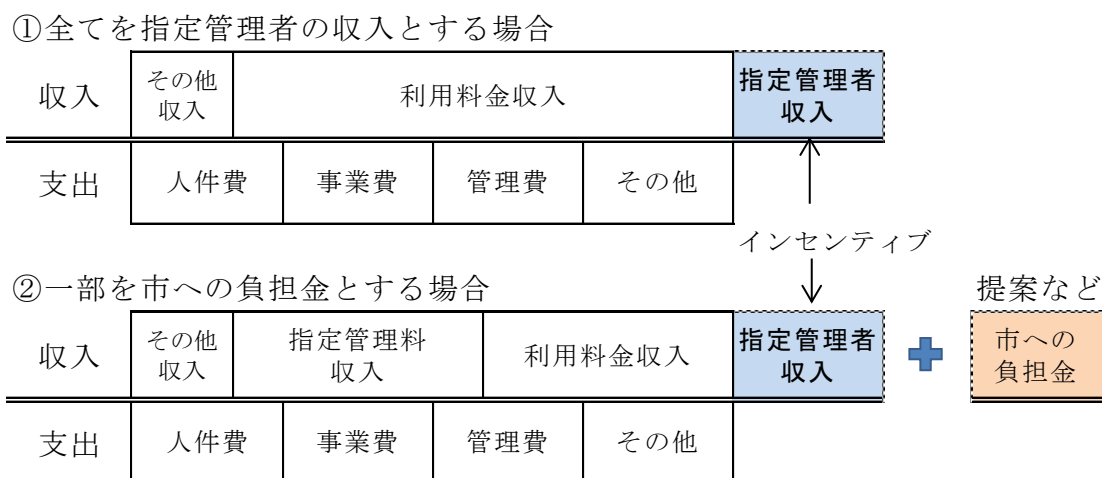 ①全てを指定管理者の収入とする場合
収入
その他
収入
利用料金収入
指定管理者
収入
支出
人件費
事業費
管理費
その他
インセンティブ
②一部を市への負担金とする場合
提案など
収入
その他
収入
指定管理料
収入
利用料金収入
指定管理者
収入
市への
負担金
支出
人件費
事業費
管理費
その他